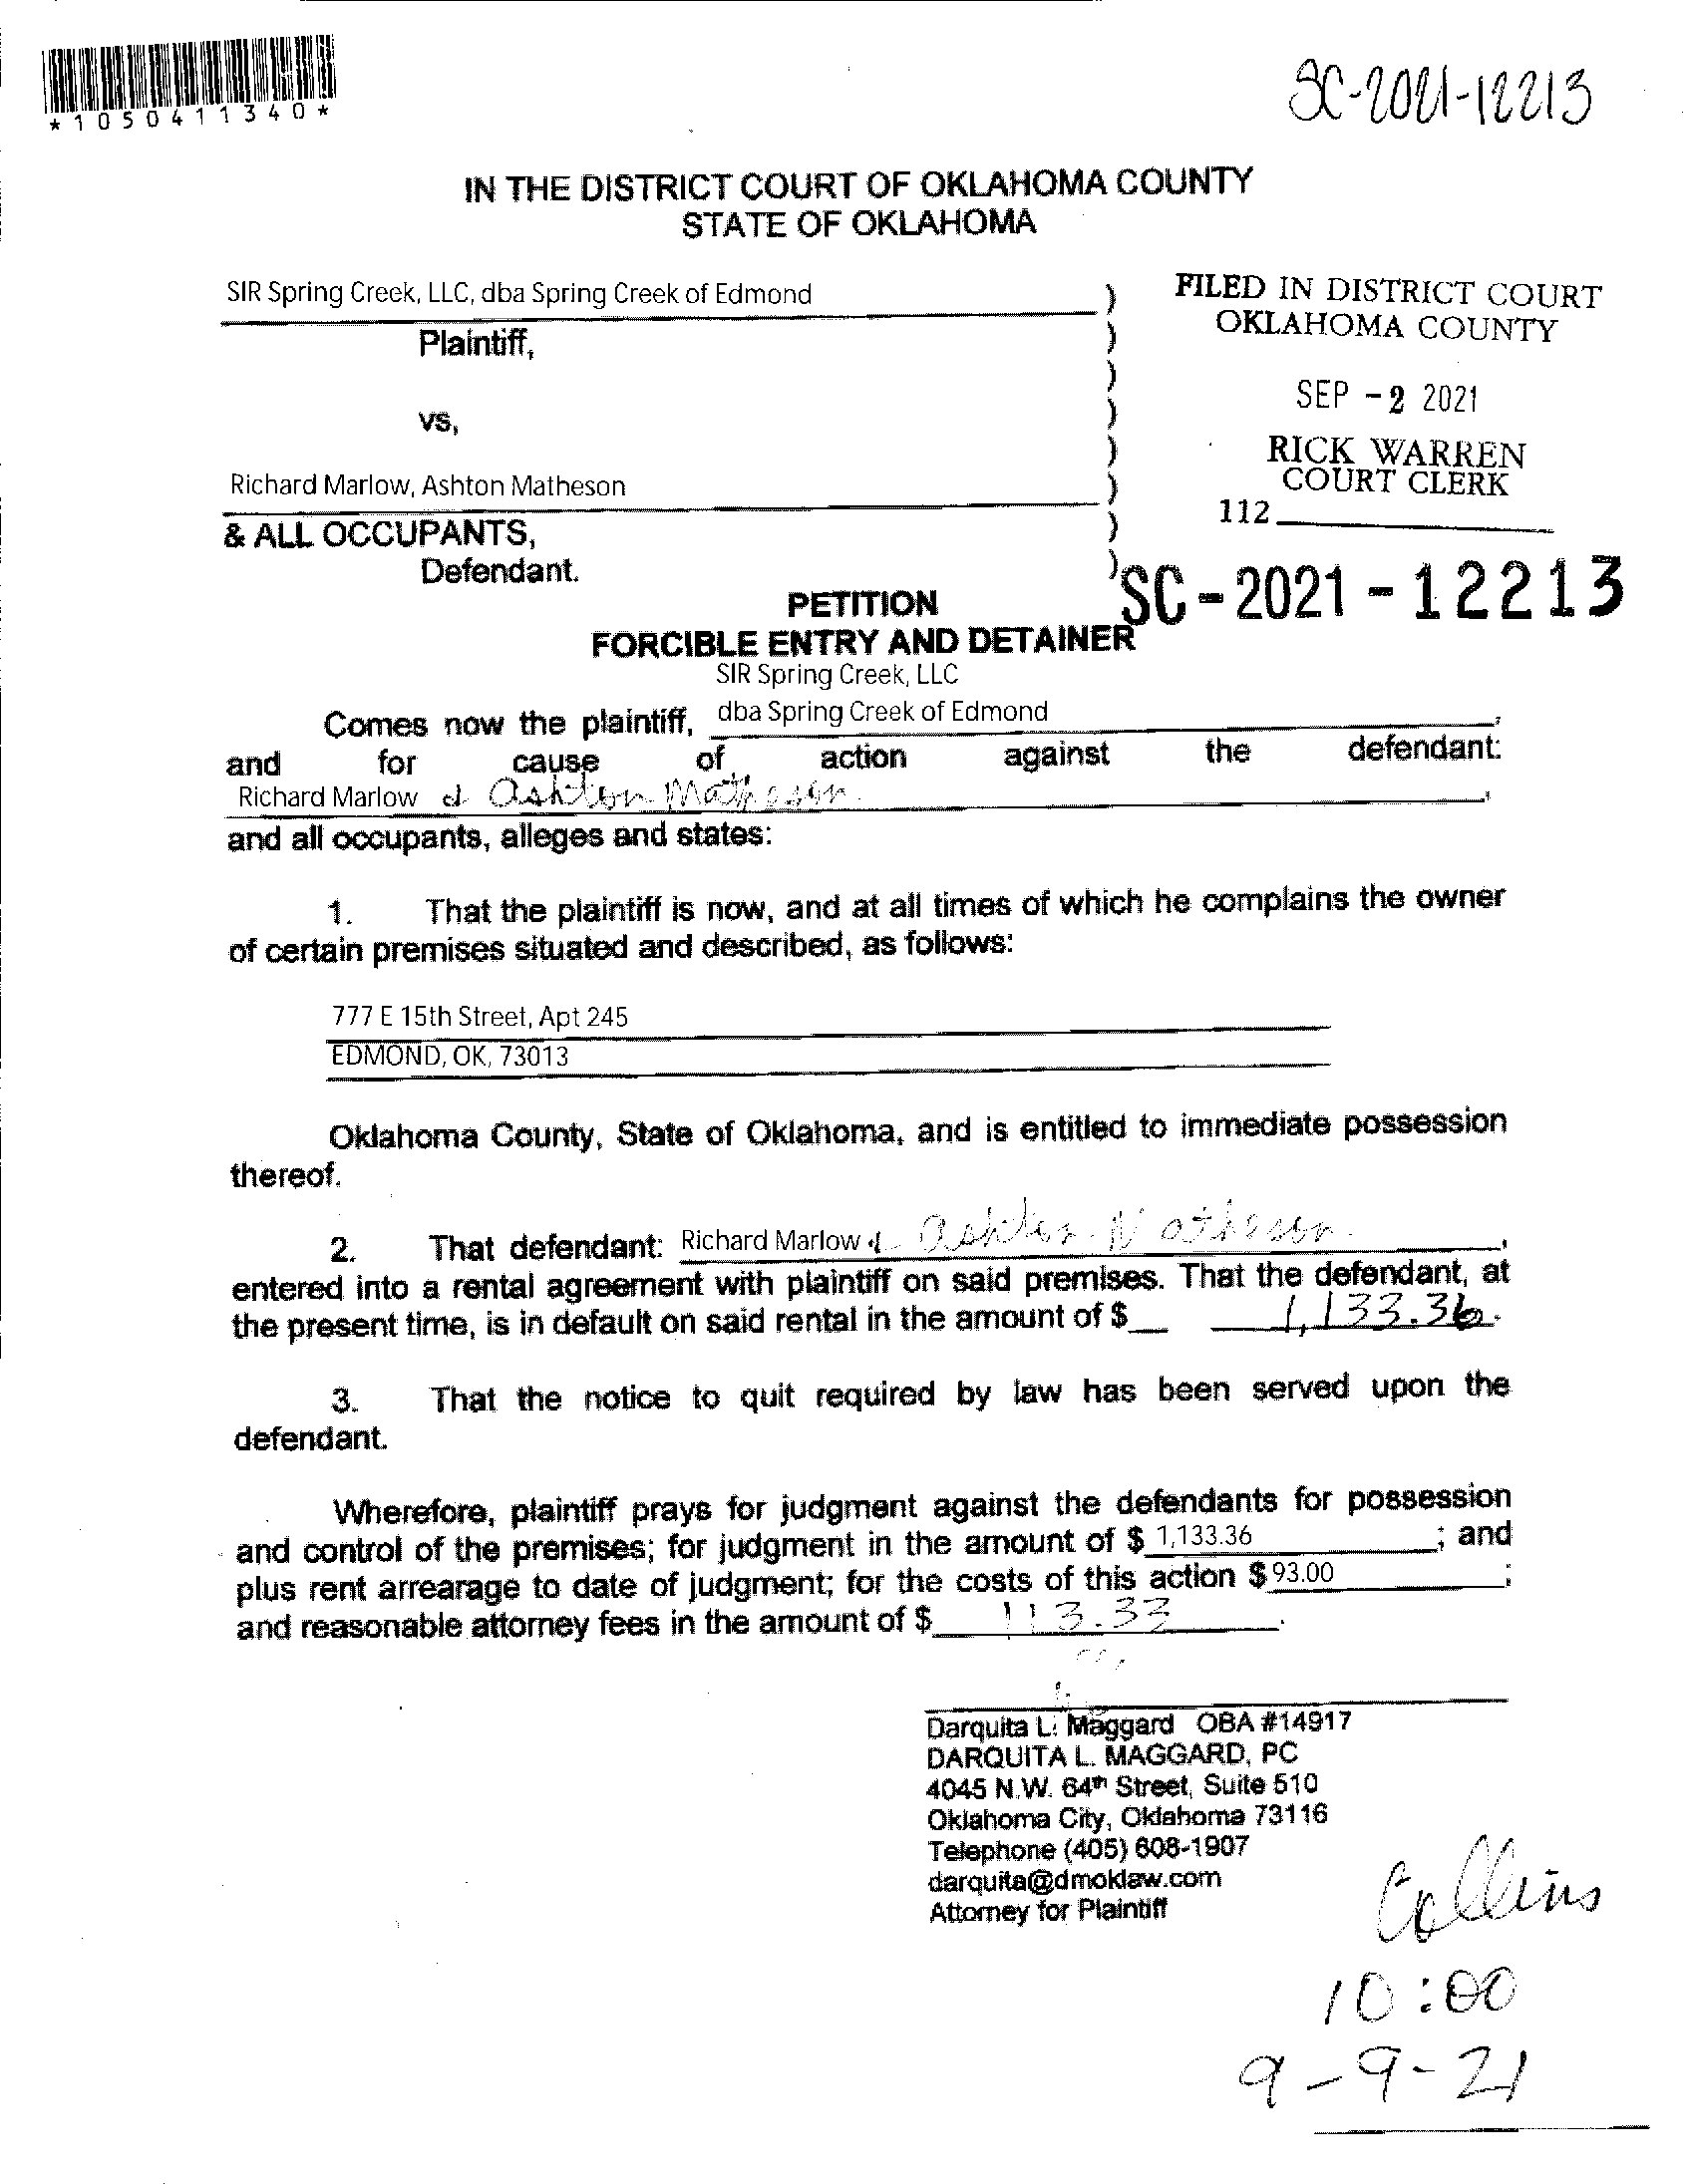 *1050411340*
SC-2021-12213
IN THE DISTRICT COURT OF OKLAHOMA COUNTY
STATE OF OKLAHOMA
SIR Spring Creek, LLC, dba Spring Creek of Edmond )
Plaintiff, )
)
vs, )
)
Richard Marlow, Ashton Matheson )
& ALL OCCUPANTS, )
Defendant. )
FILED IN DISTRICT COURT
OKLAHOMA COUNTY
SEP - 2 2021
RICK WARREN
COURT CLERK
112
SC - 2021 - 12213
PETITION
FORCIBLE ENTRY AND DETAINER
SIR Spring Creek, LLC
Comes now the plaintiff, dba Spring Creek of Edmond,
and for cause of action against the defendant:
Richard Marlow & Ashton Matheson,
and all occupants, alleges and states:
1. That the plaintiff is now, and at all times of which he complains the owner
of certain premises situated and described, as follows:
777 E 15th Street, Apt 245
EDMOND, OK, 73013
Oklahoma County, State of Oklahoma, and is entitled to immediate possession
thereof.
2. That defendant: Richard Marlow & Ashton Matheson,
entered into a rental agreement with plaintiff on said premises. That the defendant, at
the present time, is in default on said rental in the amount of $ 1,133.36.
3. That the notice to quit required by law has been served upon the
defendant.
Wherefore, plaintiff prays for judgment against the defendants for possession
and control of the premises; for judgment in the amount of $ 1,133.36 ; and
plus rent arrearage to date of judgment; for the costs of this action $ 93.00 ;
and reasonable attorney fees in the amount of $ 113.33.
Darquita L. Maggard OBA #14917
DARQUITA L. MAGGARD, PC
4045 N.W. 64th Street, Suite 510
Oklahoma City, Oklahoma 73116
Telephone (405) 608-1907
darquita@dmoklaw.com
Attorney for Plaintiff
Collins
10:00
9-9-21